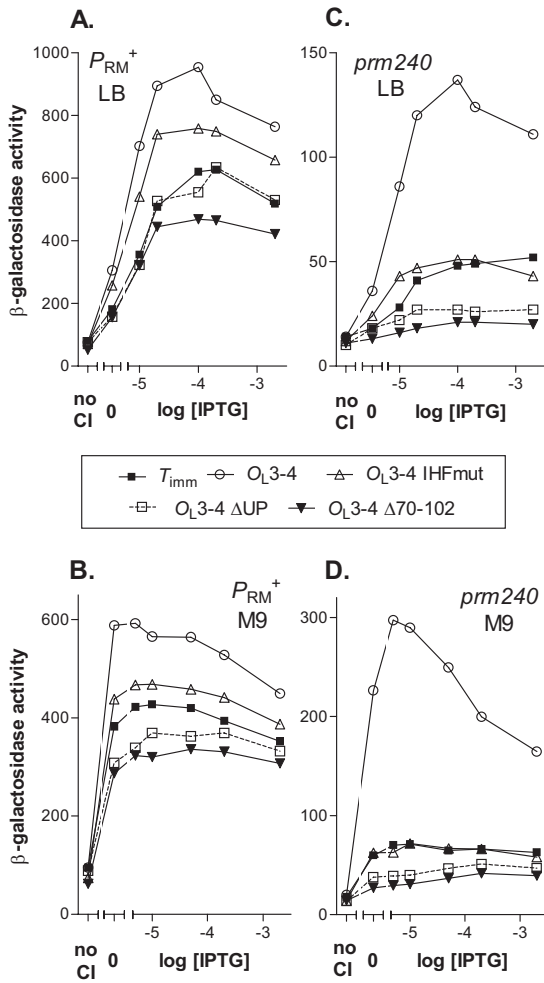 A.
P_RM^+
LB
β-galactosidase activity
1000
800
600
400
200
0
no CI
0
-5
-4
-3
log [IPTG]
C.
prm240
LB
150
100
50
0
no CI
0
-5
-4
-3
log [IPTG]
T_imm
O_L3-4
O_L3-4 IHFmut
O_L3-4 ΔUP
O_L3-4 Δ70-102
B.
P_RM^+
M9
β-galactosidase activity
600
400
200
0
no CI
0
-5
-4
-3
log [IPTG]
D.
prm240
M9
300
200
100
0
no CI
0
-5
-4
-3
log [IPTG]